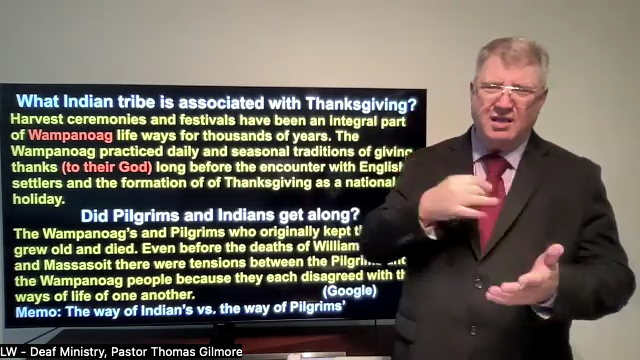 What Indian tribe is associated with Thanksgiving?
Harvest ceremonies and festivals have been an integral part
of Wampanoag life ways for thousands of years. The
Wampanoag practiced daily and seasonal traditions of giving
thanks (to their God) long before the encounter with English
settlers and the formation of of Thanksgiving as a national
holiday.
Did Pilgrims and Indians get along?
The Wampanoag's and Pilgrims who originally kept
grew old and died. Even before the deaths of William
and Massasoit there were tensions between the Pilgrims
the Wampanoag people because they each disagreed with
ways of life of one another. (Google)
Memo: The way of Indian's vs. the way of Pilgrims'
LW - Deaf Ministry, Pastor Thomas Gilmore